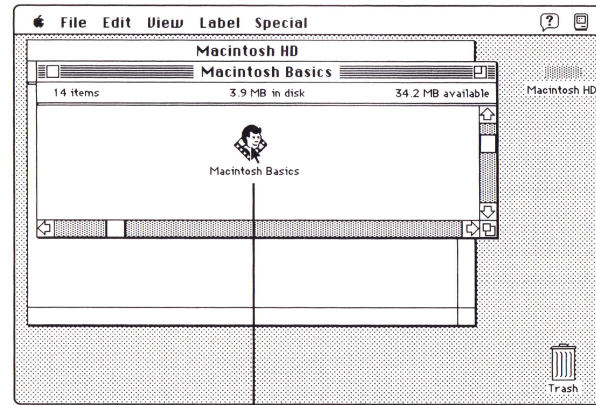 File Edit View Label Special
Macintosh HD
Macintosh Basics
14 items 3.9 MB in disk 34.2 MB available
Macintosh HD
Macintosh Basics
Trash